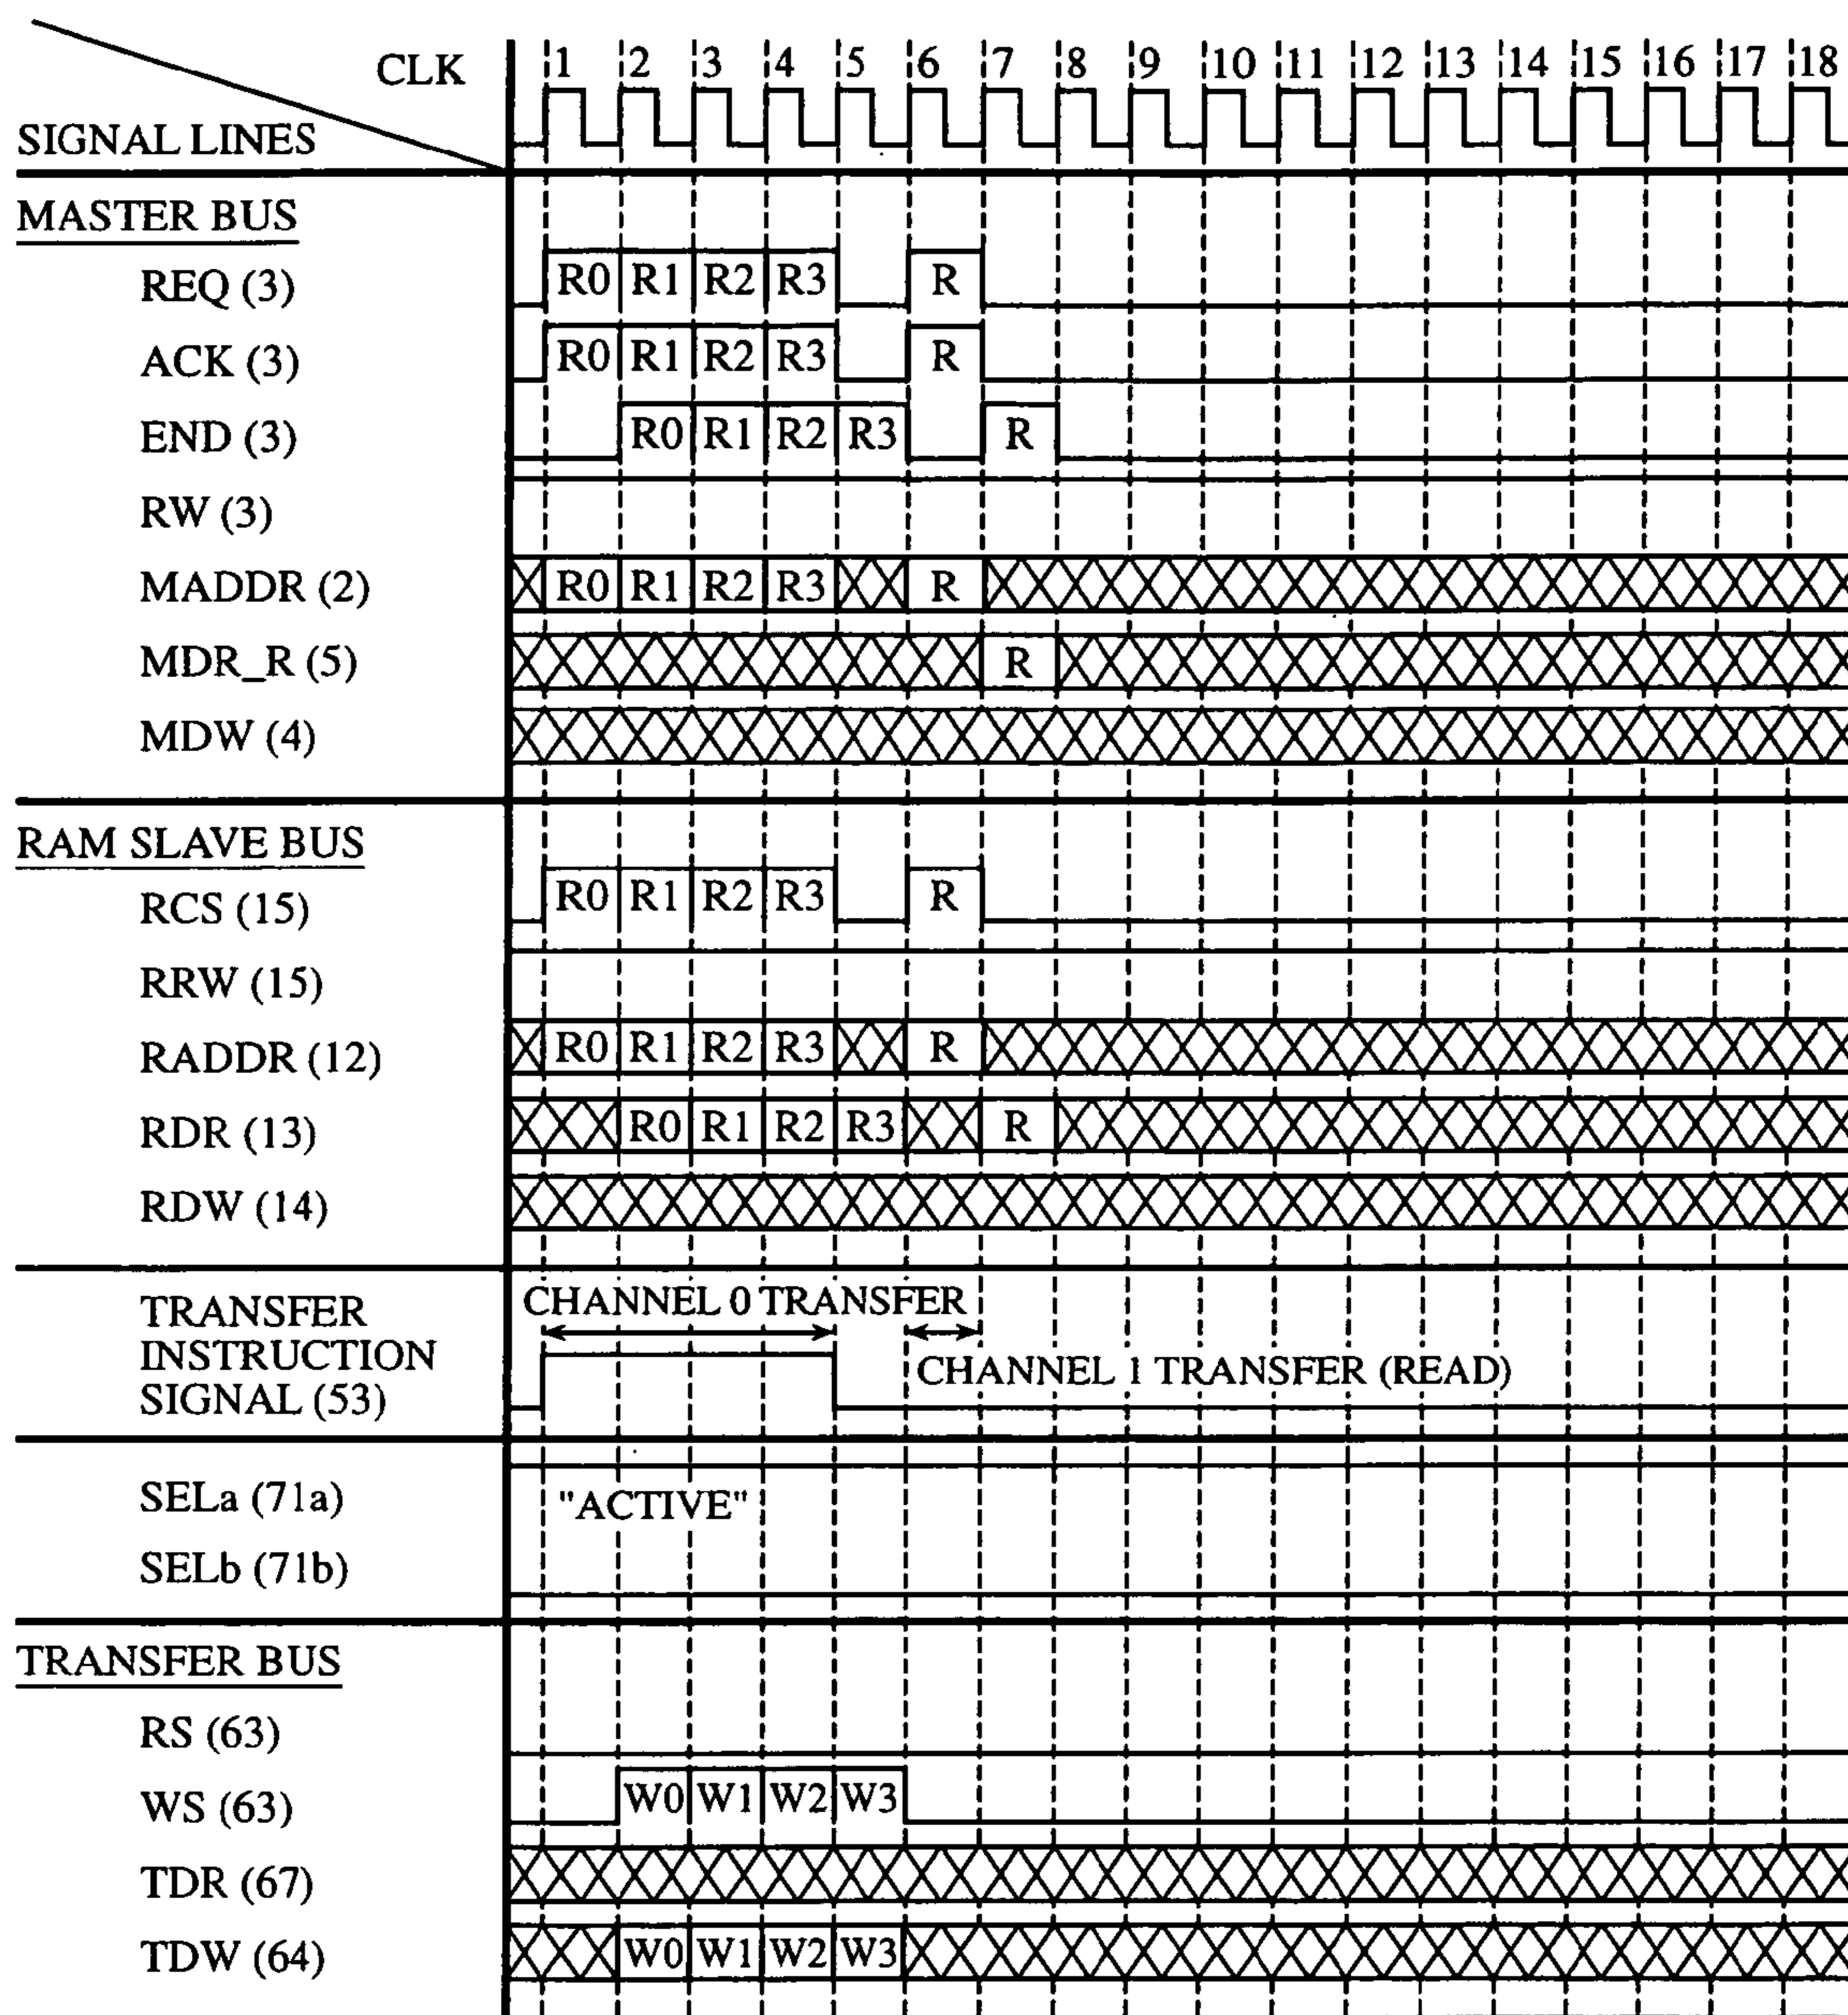 CLK 1 2 3 4 5 6 7 8 9 10 11 12 13 14 15 16 17 18
SIGNAL LINES
MASTER BUS
REQ (3) R0 R1 R2 R3 R
ACK (3) R0 R1 R2 R3 R
END (3) R0 R1 R2 R3 R
RW (3)
MADDR (2) R0 R1 R2 R3 R
MDR_R (5) R
MDW (4)
RAM SLAVE BUS
RCS (15) R0 R1 R2 R3 R
RRW (15)
RADDR (12) R0 R1 R2 R3 R
RDR (13) R0 R1 R2 R3 R
RDW (14)
TRANSFER
INSTRUCTION
SIGNAL (53)
CHANNEL 0 TRANSFER
CHANNEL 1 TRANSFER (READ)
SELa (71a) "ACTIVE"
SELb (71b)
TRANSFER BUS
RS (63)
WS (63) W0 W1 W2 W3
TDR (67)
TDW (64) W0 W1 W2 W3